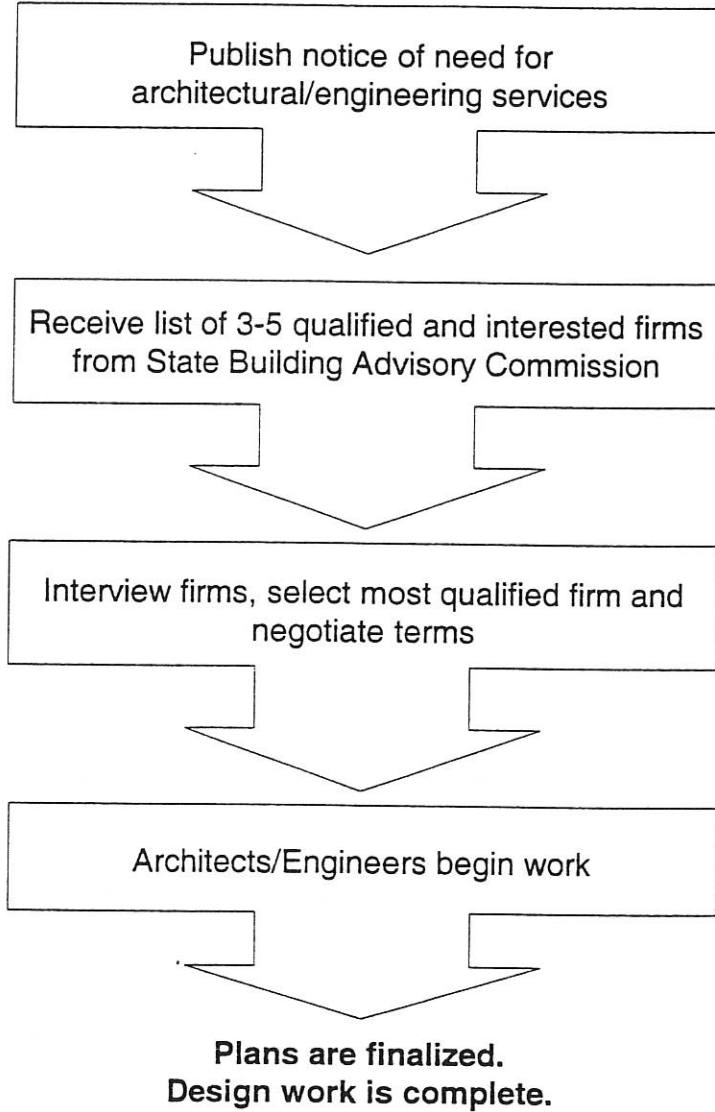 Publish notice of need for
architectural/engineering services
Receive list of 3-5 qualified and interested firms
from State Building Advisory Commission
Interview firms, select most qualified firm and
negotiate terms
Architects/Engineers begin work
Plans are finalized.
Design work is complete.